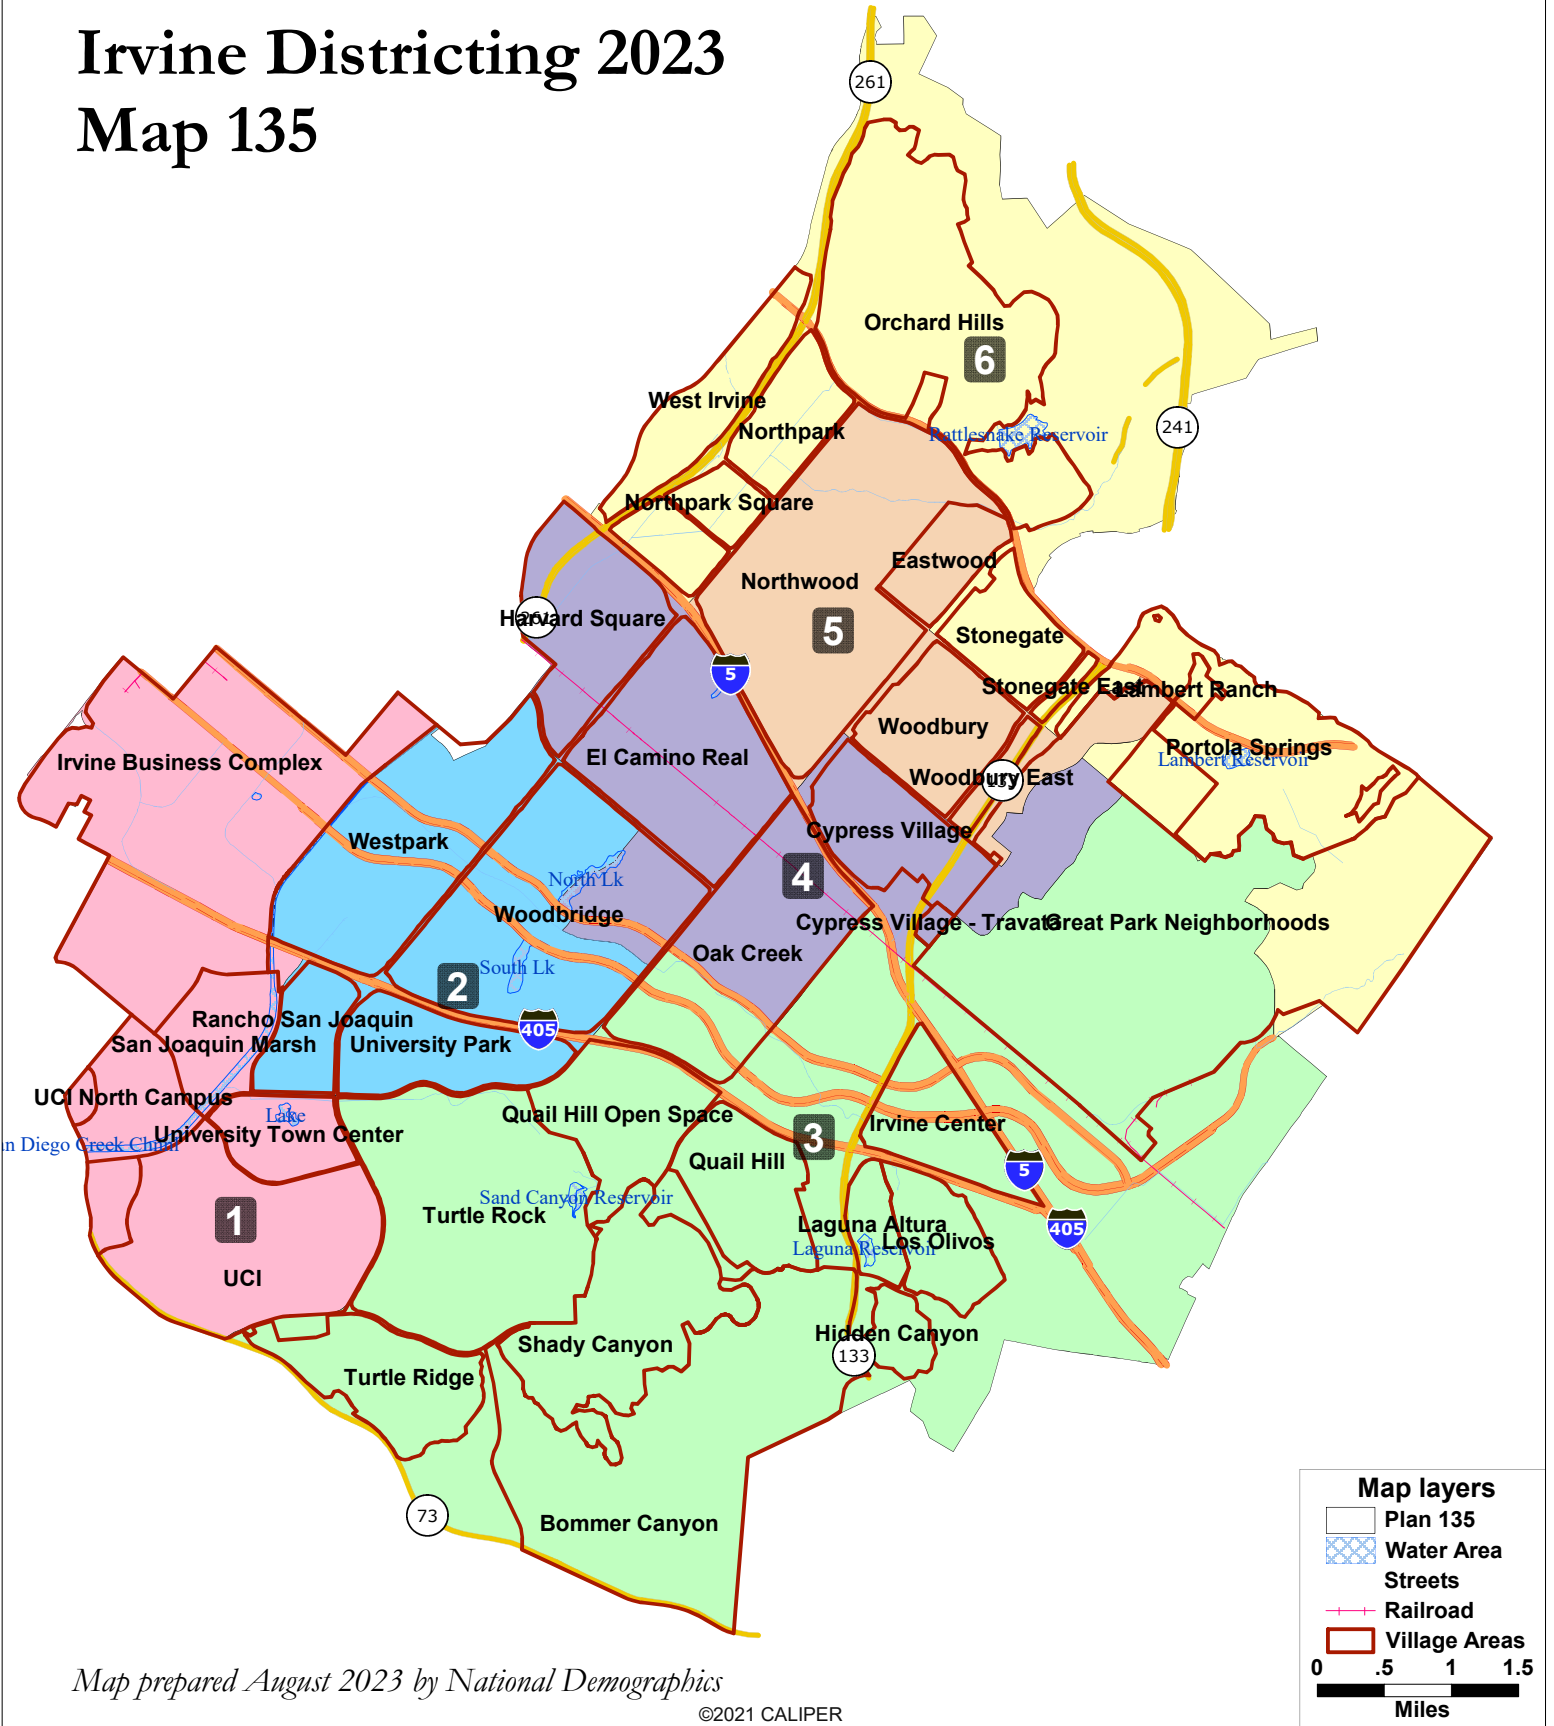 Irvine Districting 2023
Map 135
261
Orchard Hills
6
West Irvine
Northpark
Rattlesnake Reservoir
241
Northpark Square
Eastwood
Northwood
Harvard Square
5
Stonegate
5
Stonegate East
Lambert Ranch
Woodbury
Portola Springs
Lambert Reservoir
El Camino Real
Irvine Business Complex
Woodbury East
133
Cypress Village
Westpark
4
North Lk
Woodbridge
Cypress Village - Travata
Great Park Neighborhoods
Oak Creek
South Lk
2
405
Rancho San Joaquin
San Joaquin Marsh
University Park
UCI North Campus
Lake
Quail Hill Open Space
Irvine Center
University Town Center
3
an Diego Creek Chnnl
Quail Hill
5
Sand Canyon Reservoir
1
Turtle Rock
Laguna Altura
405
Los Olivos
Laguna Reservoir
UCI
Hidden Canyon
Shady Canyon
133
Turtle Ridge
73
Bommer Canyon
Map layers
Plan 135
Water Area
Streets
Railroad
Village Areas
0 .5 1 1.5
Miles
Map prepared August 2023 by National Demographics
©2021 CALIPER